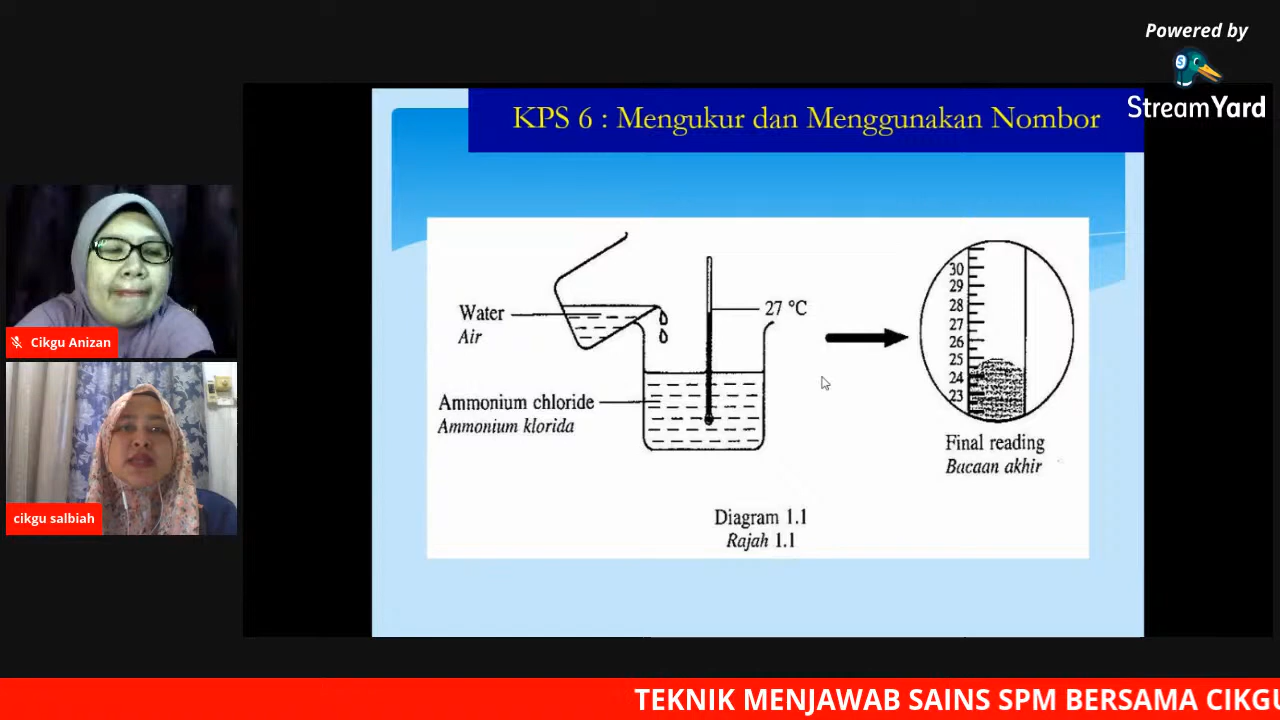 Powered by
StreamYard
KPS 6 : Mengukur dan Menggunakan Nombor
Water
Air
27 °C
Ammonium chloride
Ammonium klorida
30
29
28
27
26
25
24
23
Final reading
Bacaan akhir
Diagram 1.1
Rajah 1.1
Cikgu Anizan
cikgu salbiah
TEKNIK MENJAWAB SAINS SPM BERSAMA CIKGU